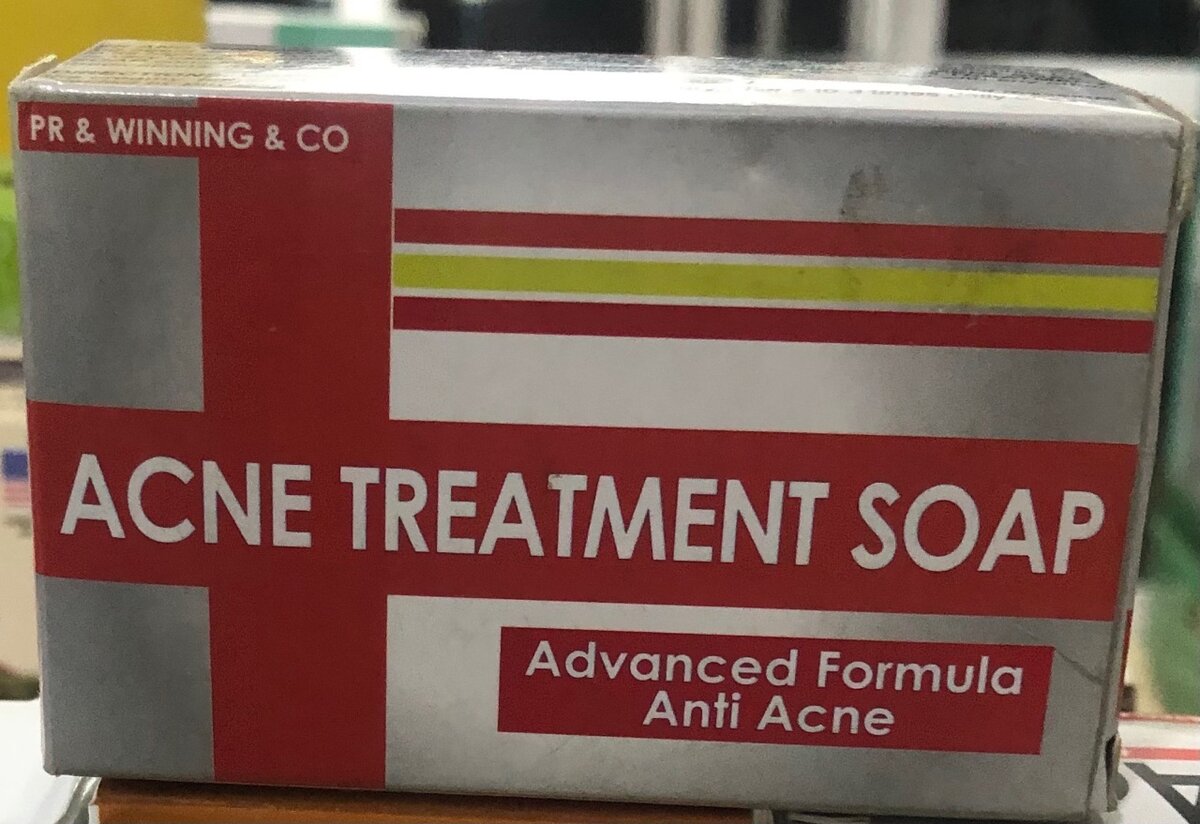 PR & WINNING & CO
ACNE TREATMENT SOAP
Advanced Formula
Anti Acne